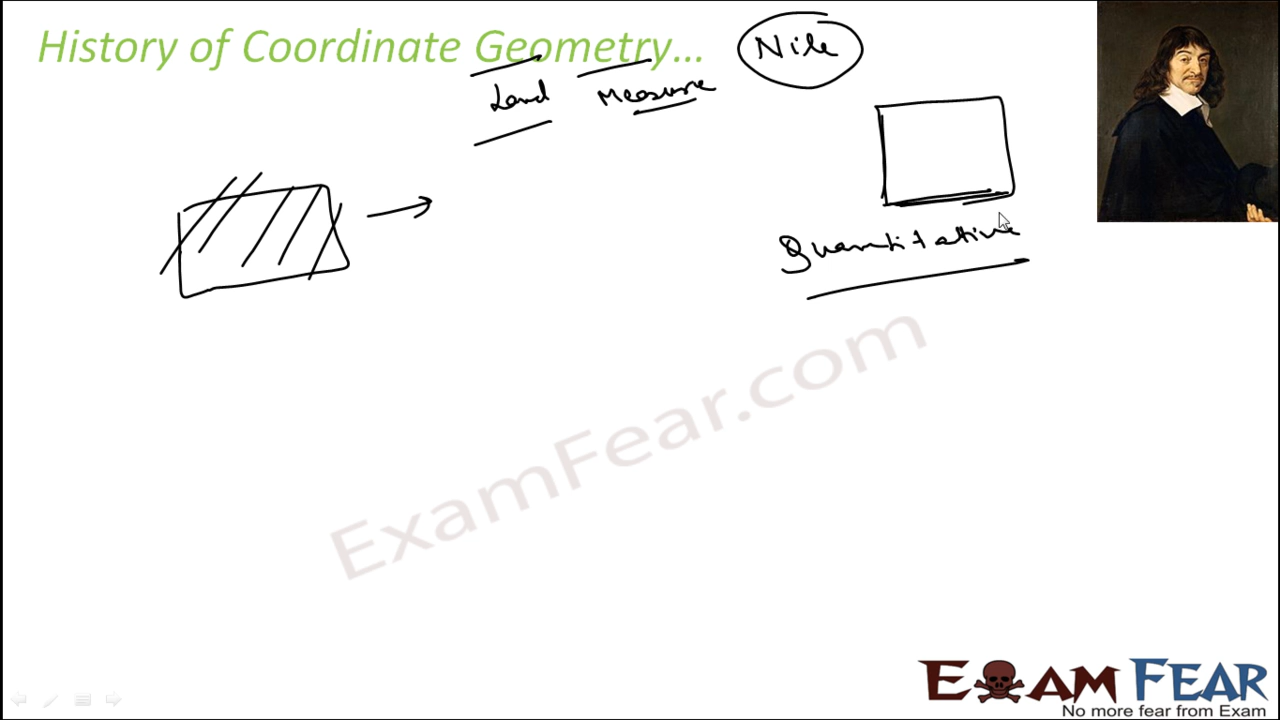 History of Coordinate Geometry...
Nile
Land Measure
Quantitative
ExamFear.com
EXAM FEAR
No more fear from Exam